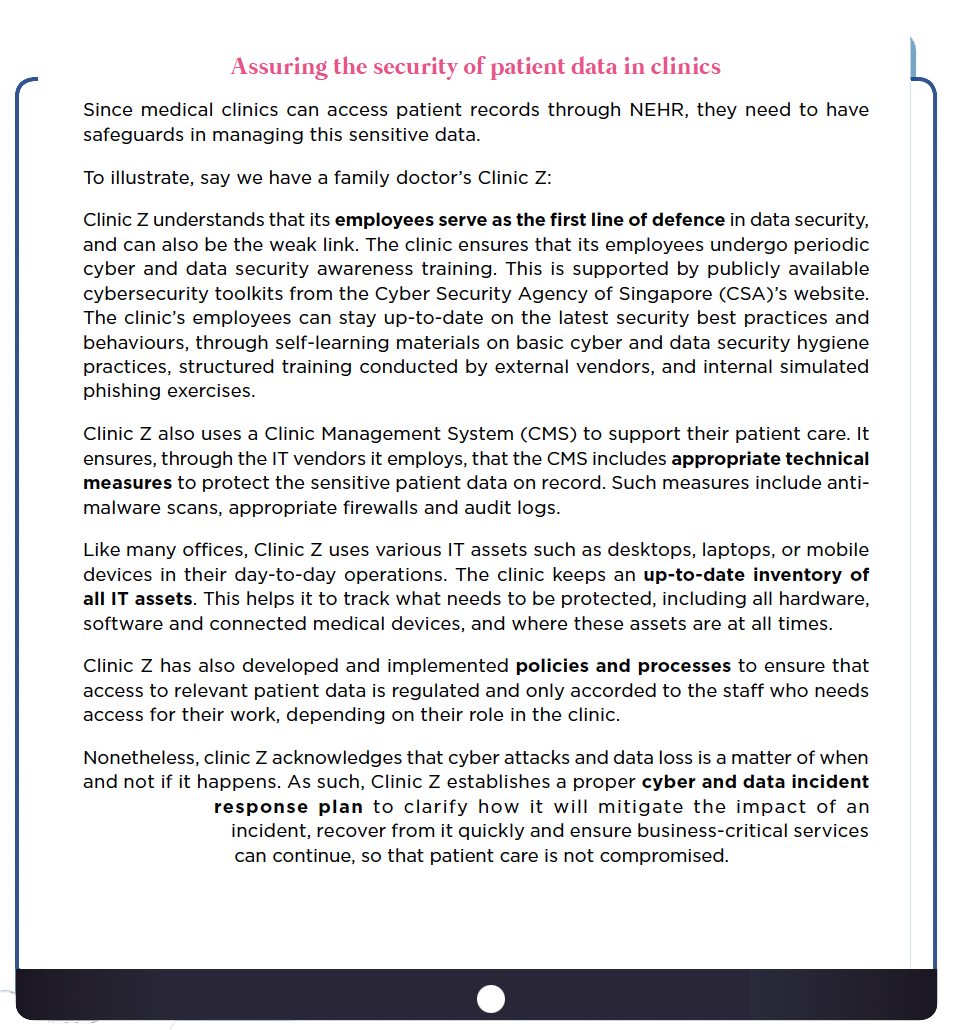 Assuring the security of patient data in clinics
Since medical clinics can access patient records through NEHR, they need to have
safeguards in managing this sensitive data.
To illustrate, say we have a family doctor's Clinic Z:
Clinic Z understands that its employees serve as the first line of defence in data security,
and can also be the weak link. The clinic ensures that its employees undergo periodic
cyber and data security awareness training. This is supported by publicly available
cybersecurity toolkits from the Cyber Security Agency of Singapore (CSA)'s website.
The clinic's employees can stay up-to-date on the latest security best practices and
behaviours, through self-learning materials on basic cyber and data security hygiene
practices, structured training conducted by external vendors, and internal simulated
phishing exercises.
Clinic Z also uses a Clinic Management System (CMS) to support their patient care. It
ensures, through the IT vendors it employs, that the CMS includes appropriate technical
measures to protect the sensitive patient data on record. Such measures include anti-
malware scans, appropriate firewalls and audit logs.
Like many offices, Clinic Z uses various IT assets such as desktops, laptops, or mobile
devices in their day-to-day operations. The clinic keeps an up-to-date inventory of
all IT assets. This helps it to track what needs to be protected, including all hardware,
software and connected medical devices, and where these assets are at all times.
Clinic Z has also developed and implemented policies and processes to ensure that
access to relevant patient data is regulated and only accorded to the staff who needs
access for their work, depending on their role in the clinic.
Nonetheless, clinic Z acknowledges that cyber attacks and data loss is a matter of when
and not if it happens. As such, Clinic Z establishes a proper cyber and data incident
response plan to clarify how it will mitigate the impact of an
incident, recover from it quickly and ensure business-critical services
can continue, so that patient care is not compromised.